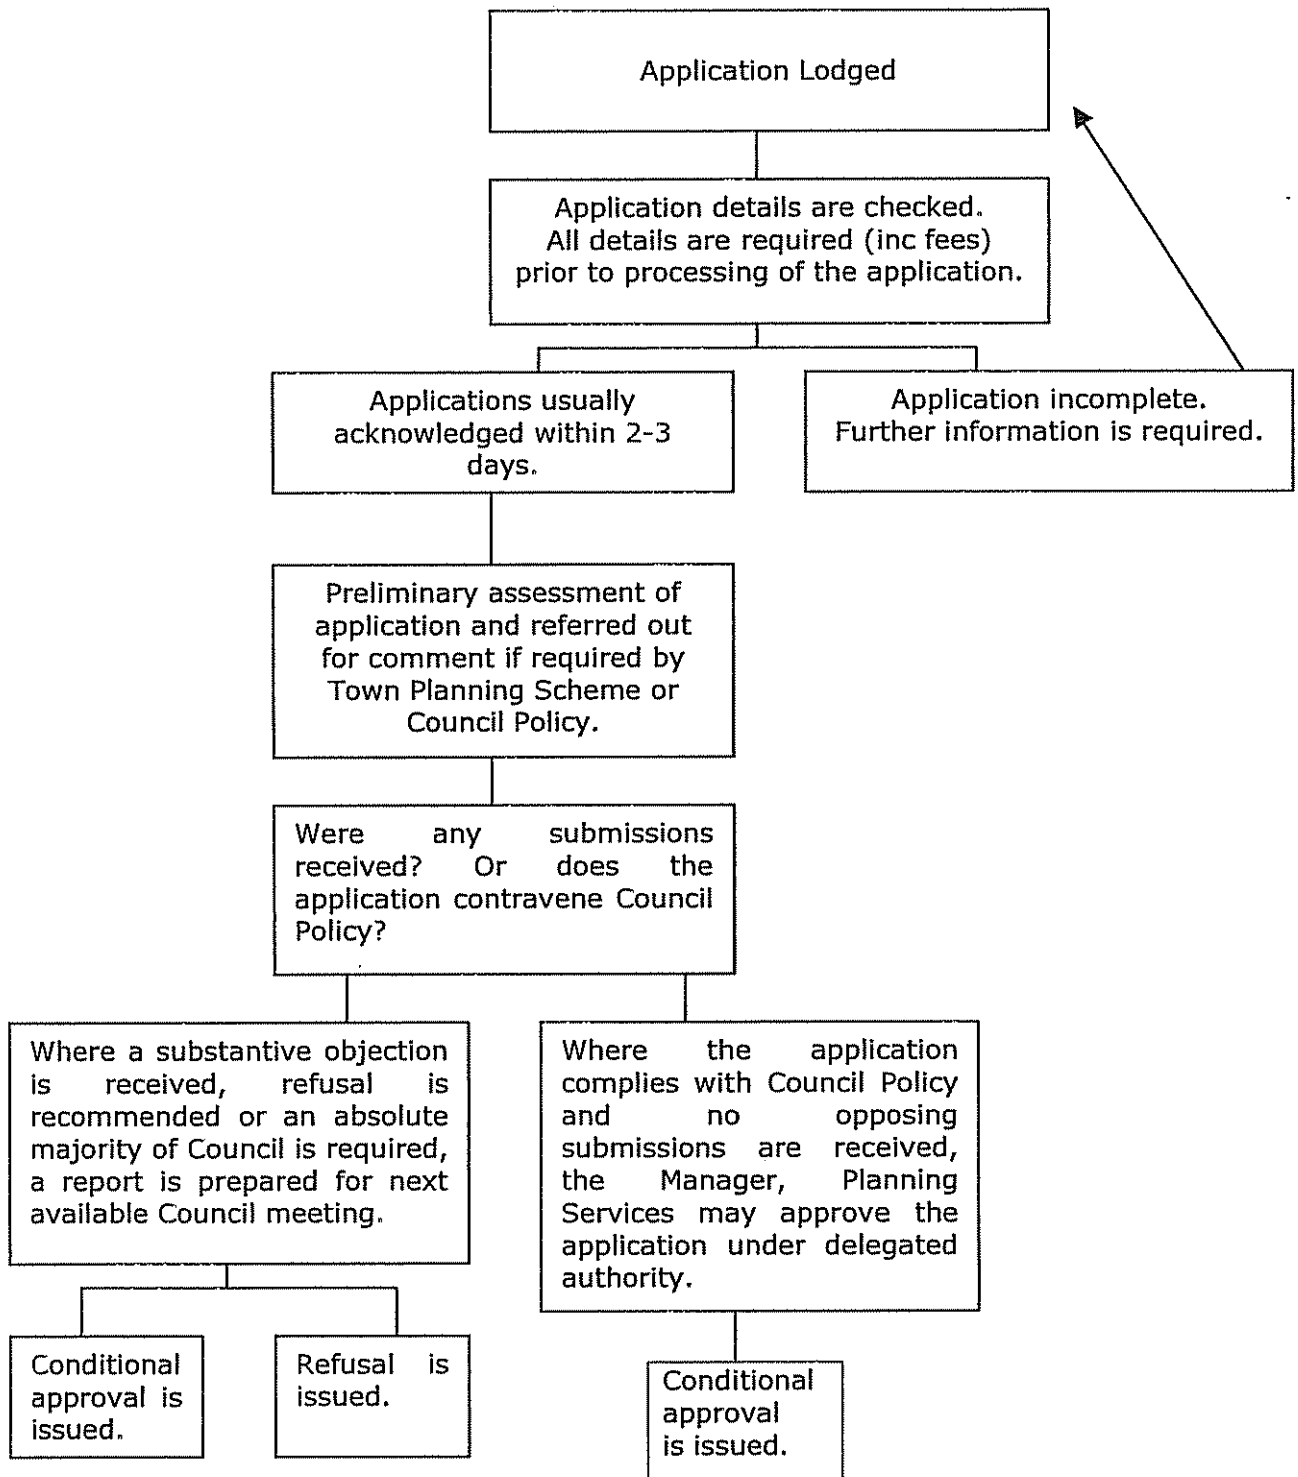 Application Lodged
Application details are checked.
All details are required (inc fees)
prior to processing of the application.
Applications usually
acknowledged within 2-3
days.
Application incomplete.
Further information is required.
Preliminary assessment of
application and referred out
for comment if required by
Town Planning Scheme or
Council Policy.
Were any submissions
received? Or does the
application contravene Council
Policy?
Where a substantive objection
is received, refusal is
recommended or an absolute
majority of Council is required,
a report is prepared for next
available Council meeting.
Where the application
complies with Council Policy
and no opposing
submissions are received,
the Manager, Planning
Services may approve the
application under delegated
authority.
Conditional
approval is
issued.
Refusal is
issued.
Conditional
approval
is issued.